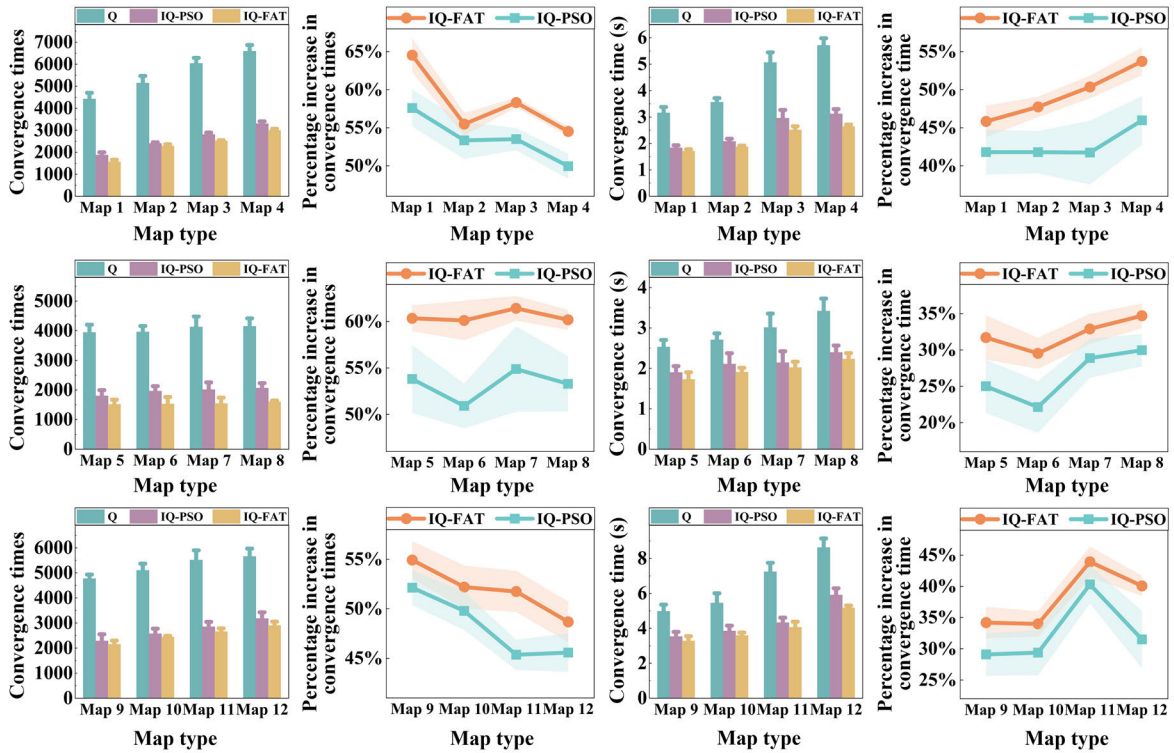 Q IQ-PSO IQ-FAT
Convergence times
7000
6000
5000
4000
3000
2000
1000
0
Map 1 Map 2 Map 3 Map 4
Map type
IQ-FAT IQ-PSO
Percentage increase in
convergence times
65%
60%
55%
50%
Map 1 Map 2 Map 3 Map 4
Map type
Q IQ-PSO IQ-FAT
Convergence time (s)
6
5
4
3
2
1
0
Map 1 Map 2 Map 3 Map 4
Map type
IQ-FAT IQ-PSO
Percentage increase in
convergence time
55%
50%
45%
40%
Map 1 Map 2 Map 3 Map 4
Map type
Q IQ-PSO IQ-FAT
Convergence times
5000
4000
3000
2000
1000
0
Map 5 Map 6 Map 7 Map 8
Map type
IQ-FAT IQ-PSO
Percentage increase in
convergence times
60%
55%
50%
Map 5 Map 6 Map 7 Map 8
Map type
Q IQ-PSO IQ-FAT
Convergence time (s)
4
3
2
1
0
Map 5 Map 6 Map 7 Map 8
Map type
IQ-FAT IQ-PSO
Percentage increase in
convergence time
35%
30%
25%
20%
Map 5 Map 6 Map 7 Map 8
Map type
Q IQ-PSO IQ-FAT
Convergence times
6000
5000
4000
3000
2000
1000
0
Map 9 Map 10 Map 11 Map 12
Map type
IQ-FAT IQ-PSO
Percentage increase in
convergence times
55%
50%
45%
Map 9 Map 10 Map 11 Map 12
Map type
Q IQ-PSO IQ-FAT
Convergence time (s)
8
6
4
2
0
Map 9 Map 10 Map 11 Map 12
Map type
IQ-FAT IQ-PSO
Percentage increase in
convergence time
45%
40%
35%
30%
25%
Map 9 Map 10 Map 11 Map 12
Map type